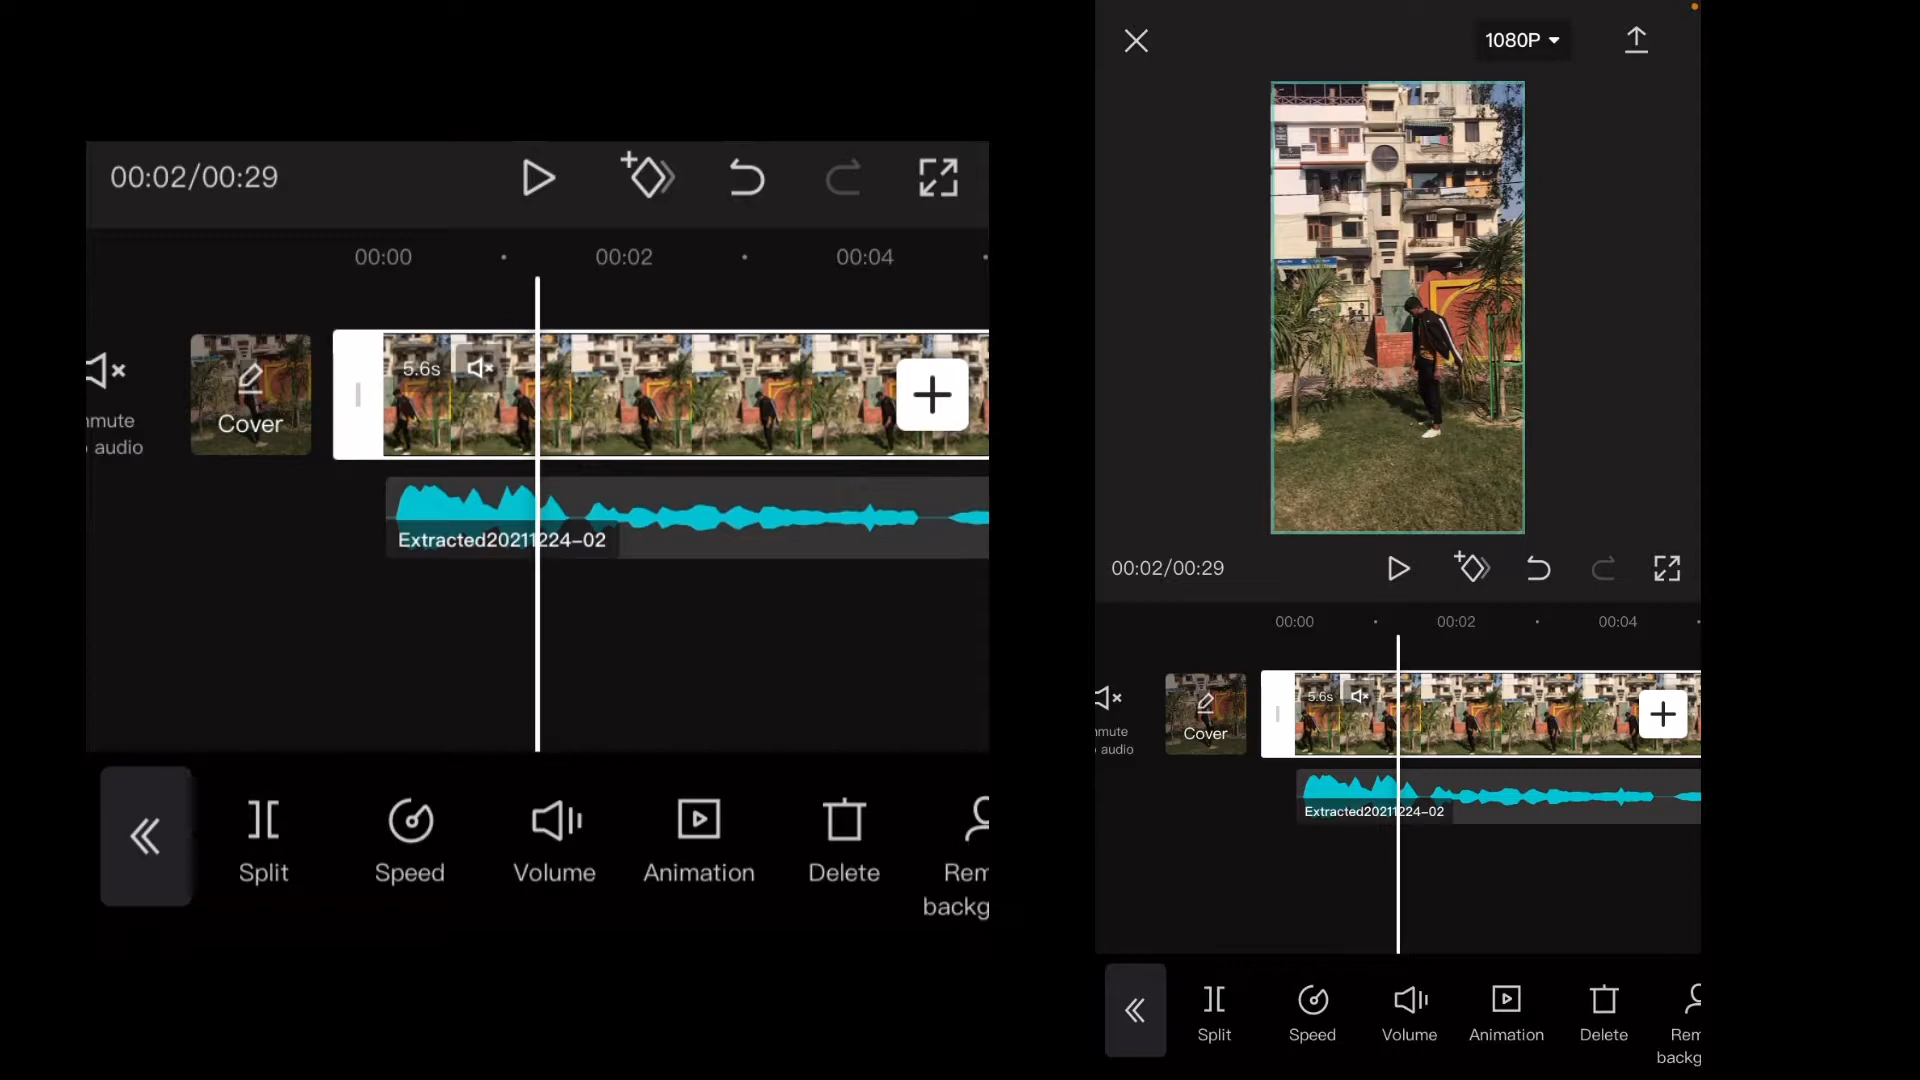 00:02/00:29
00:00
00:02
00:04
5.6s
Cover
audio
Extracted20211224-02
Split
Speed
Volume
Animation
Delete
Rem
backg
1080P
00:02/00:29
00:00
00:02
00:04
5.6s
Cover
audio
Extracted20211224-02
Split
Speed
Volume
Animation
Delete
Rem
backg